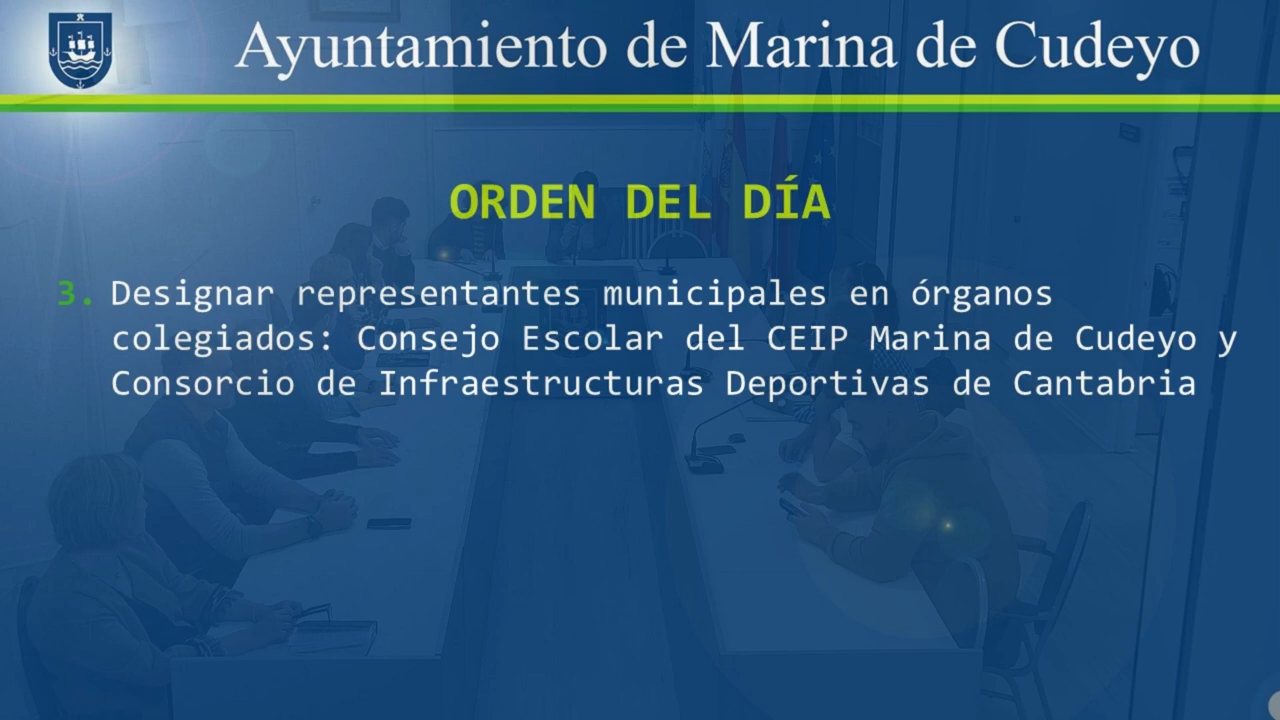 Ayuntamiento de Marina de Cudeyo
ORDEN DEL DÍA
3. Designar representantes municipales en órganos
colegiados: Consejo Escolar del CEIP Marina de Cudeyo y
Consorcio de Infraestructuras Deportivas de Cantabria